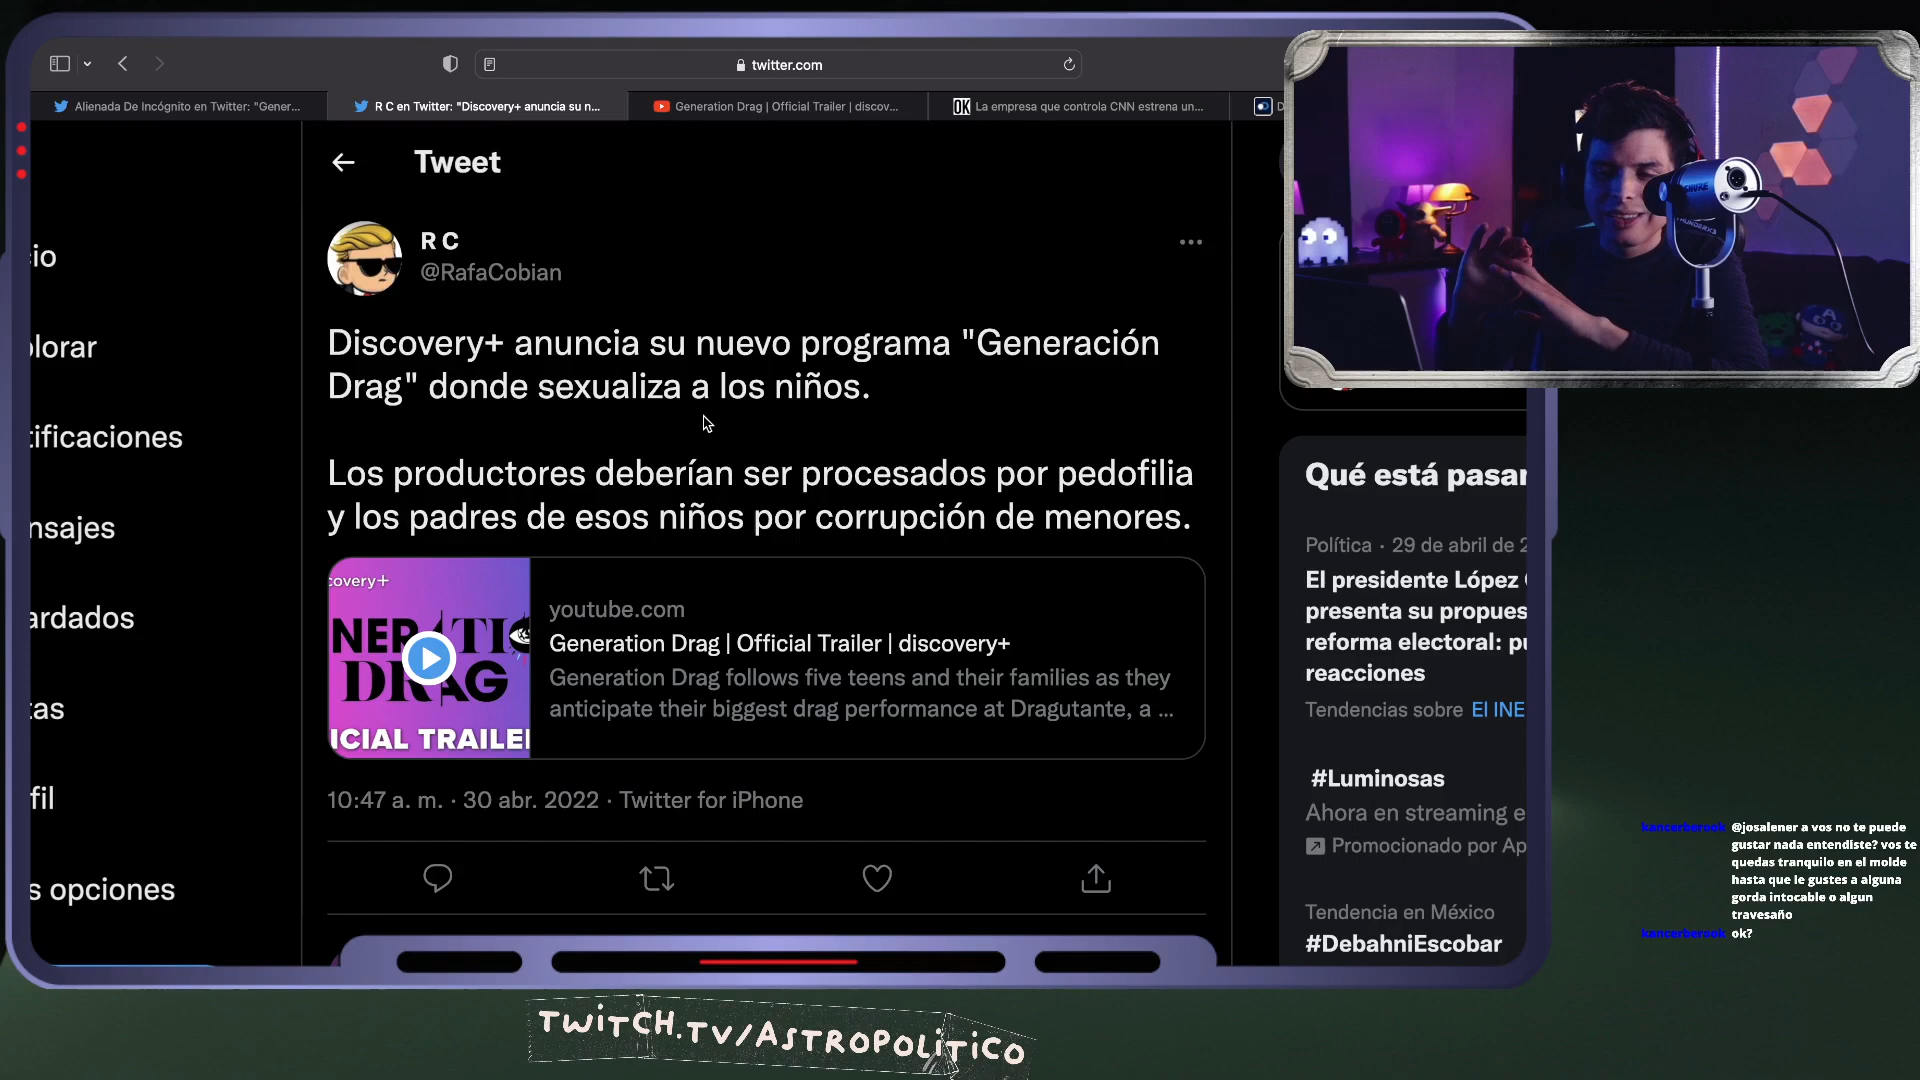 twitter.com
Alienada De Incógnito en Twitter: "Gener...
R C en Twitter: "Discovery+ anuncia su n...
Generation Drag | Official Trailer | discov...
OK La empresa que controla CNN estrena un...
D
Tweet
R C
@RafaCobian
Discovery+ anuncia su nuevo programa "Generación
Drag" donde sexualiza a los niños.
Los productores deberían ser procesados por pedofilia
y los padres de esos niños por corrupción de menores.
covery+
NERATIO
DRAG
ICIAL TRAILE
youtube.com
Generation Drag | Official Trailer | discovery+
Generation Drag follows five teens and their families as they
anticipate their biggest drag performance at Dragutante, a ...
10:47 a. m. · 30 abr. 2022 · Twitter for iPhone
io
lorar
tificaciones
nsajes
ardados
tas
fil
s opciones
Qué está pasar
Política · 29 de abril de 2
El presidente López
presenta su propues
reforma electoral: pu
reacciones
Tendencias sobre El INE
#Luminosas
Ahora en streaming e
Promocionado por Ap
Tendencia en México
#DebahniEscobar
SHURE
THUNDERX3
kancerberook @josalener a vos no te puede
gustar nada entendiste? vos te
quedas tranquilo en el molde
hasta que le gustes a alguna
gorda intocable o algun
travesaño
kancerberook ok?
TWITCH.TV/ASTROPOLITICO